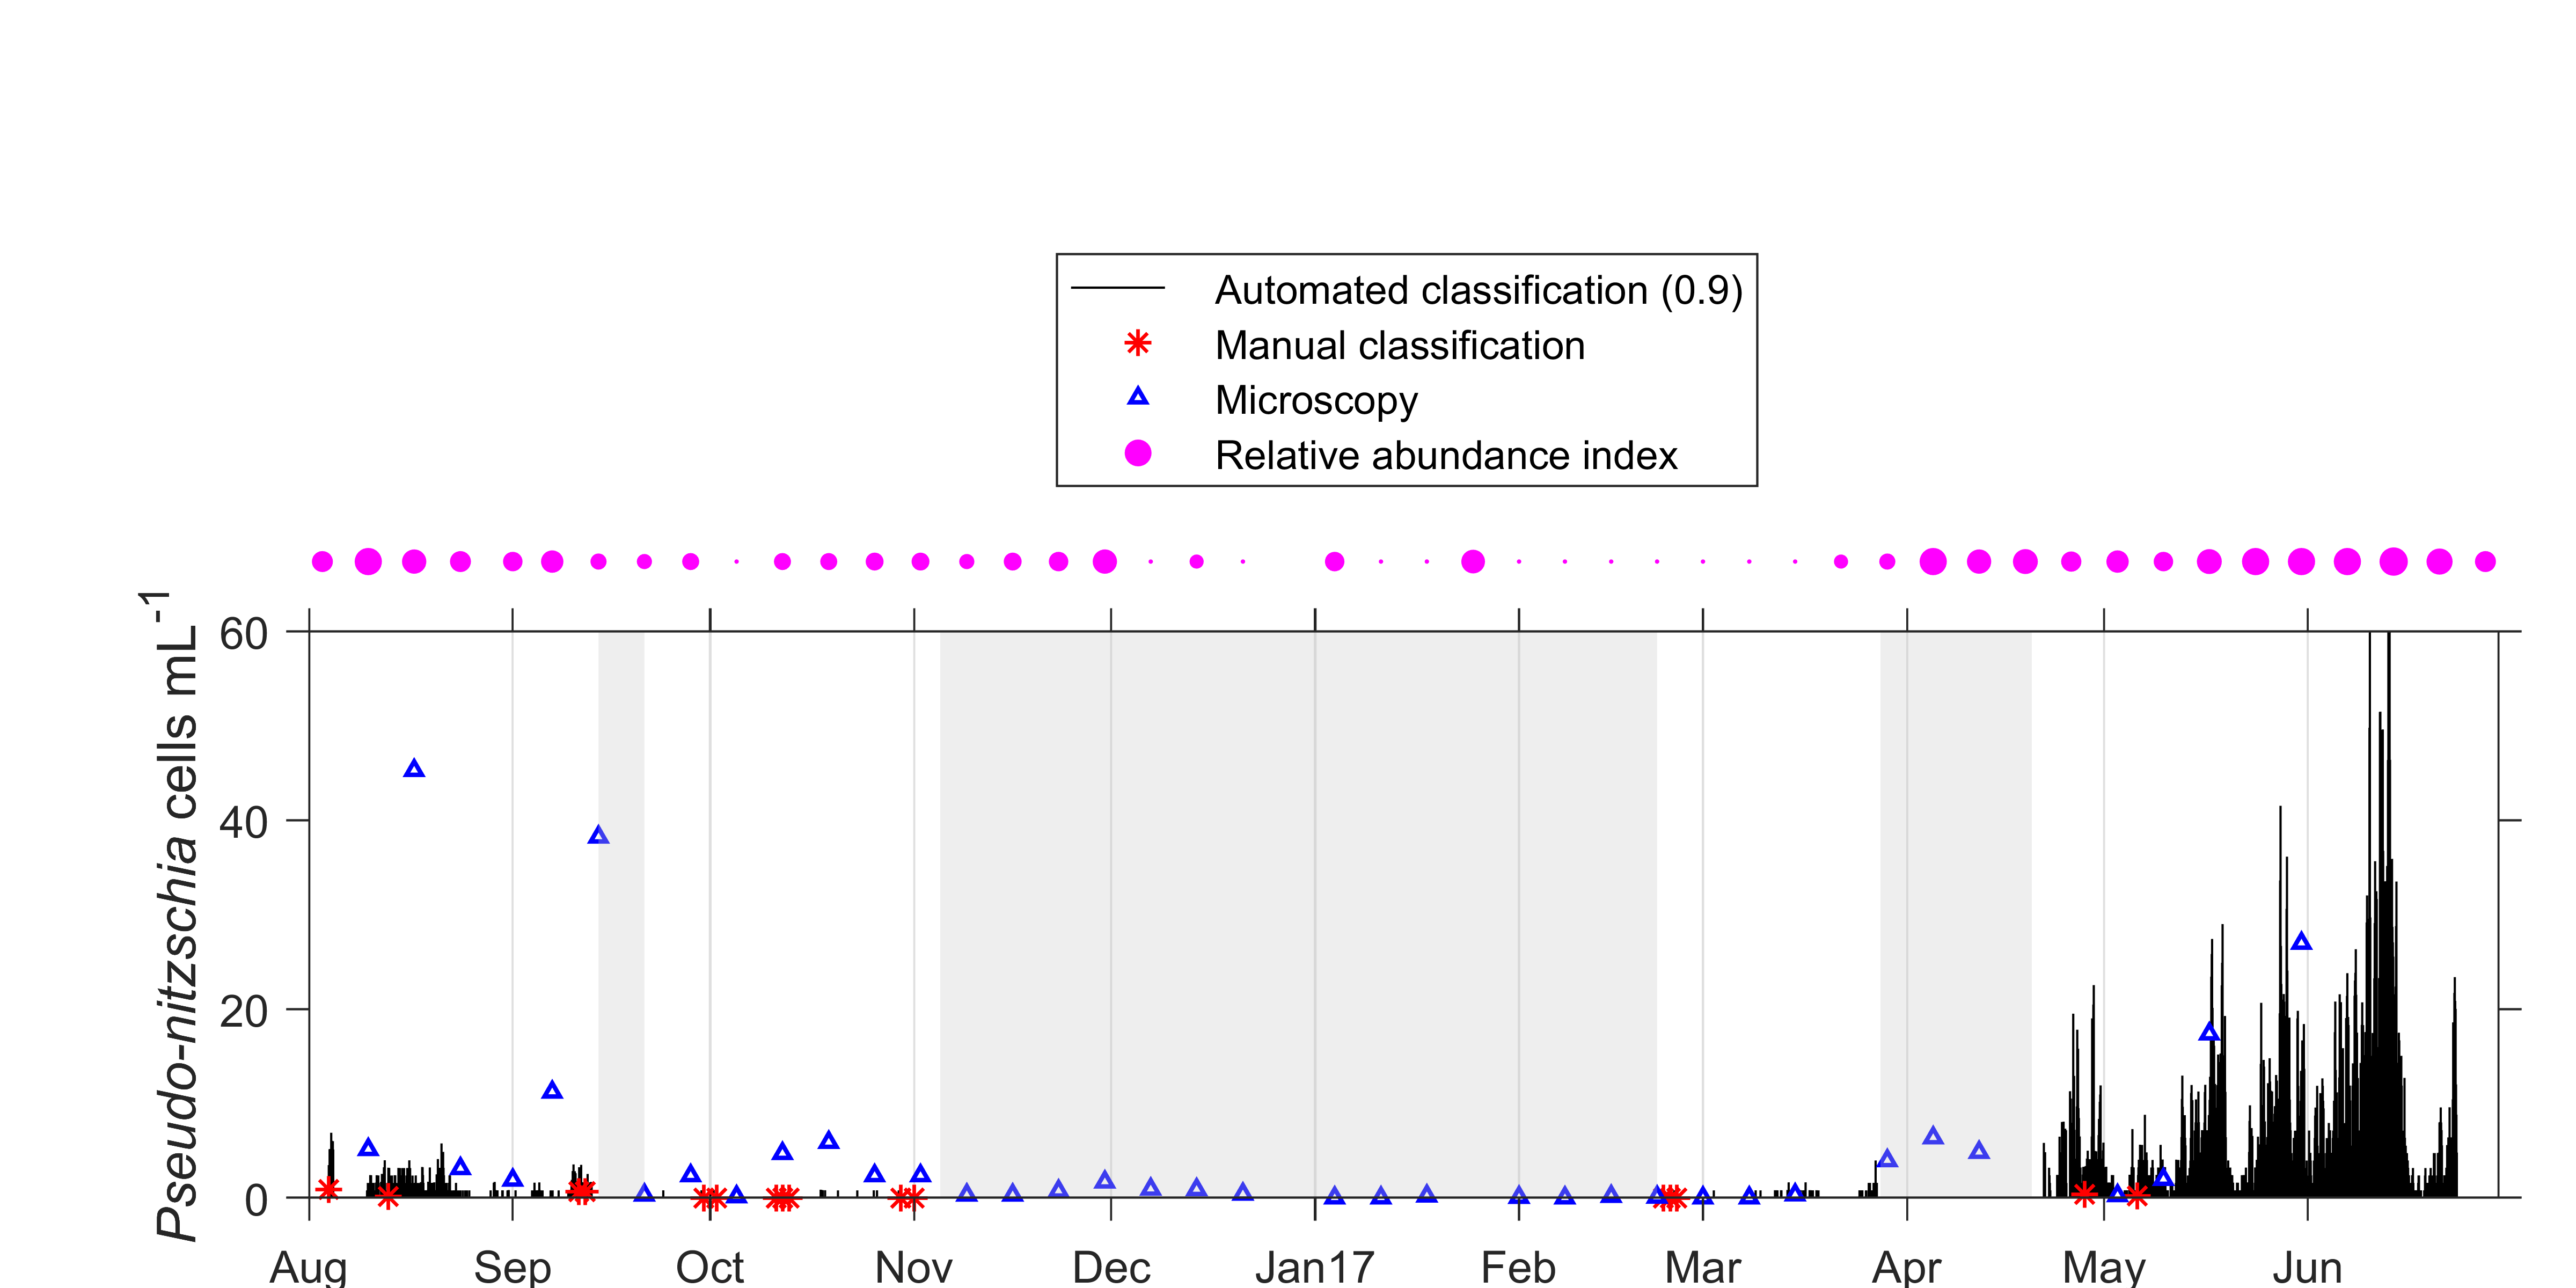 Automated classification (0.9)
Manual classification
Microscopy
Relative abundance index
Pseudo-nitzschia cells mL-1
60
40
20
0
Aug Sep Oct Nov Dec Jan17 Feb Mar Apr May Jun